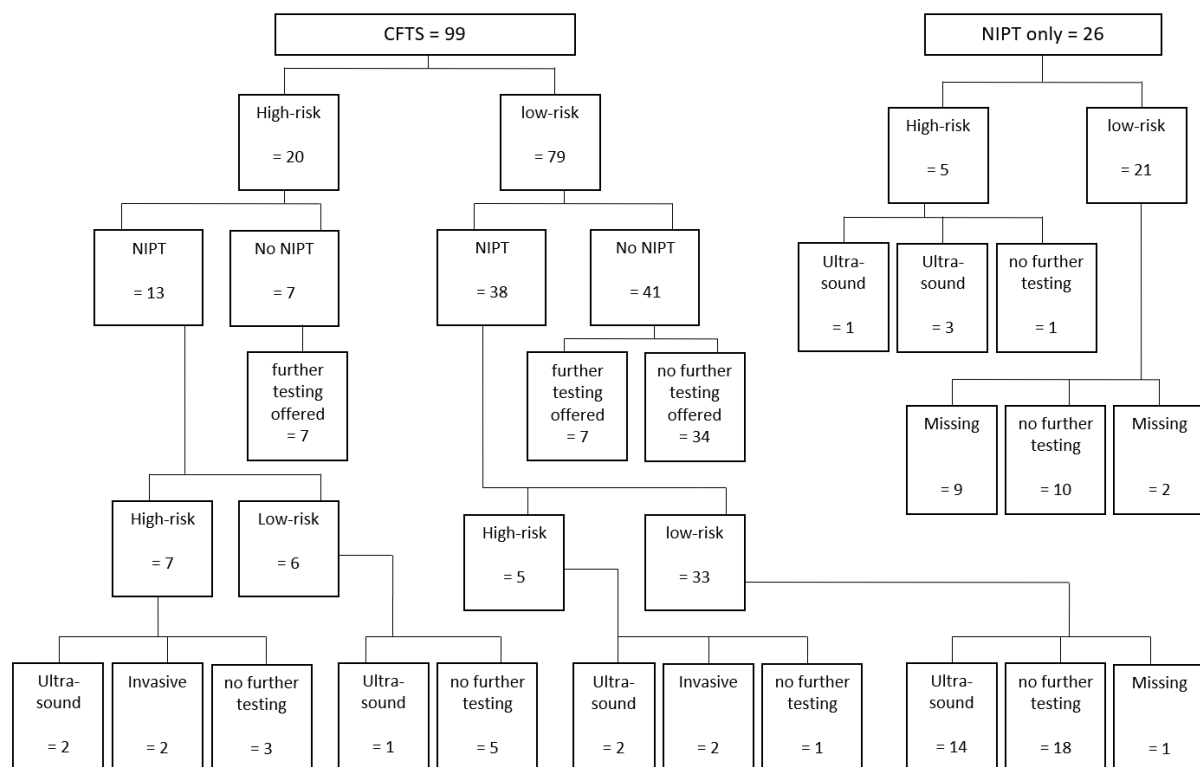 CFTS = 99
NIPT only = 26
High-risk
= 20
low-risk
= 79
High-risk
= 5
low-risk
= 21
NIPT
= 13
No NIPT
= 7
NIPT
= 38
No NIPT
= 41
Ultra-
sound
= 1
Ultra-
sound
= 3
no further
testing
= 1
further
testing
offered
= 7
further
testing
offered
= 7
no further
testing
offered
= 34
Missing
= 9
no further
testing
= 10
Missing
= 2
High-risk
= 7
Low-risk
= 6
High-risk
= 5
low-risk
= 33
Ultra-
sound
= 2
Invasive
= 2
no further
testing
= 3
Ultra-
sound
= 1
no further
testing
= 5
Ultra-
sound
= 2
Invasive
= 2
no further
testing
= 1
Ultra-
sound
= 14
no further
testing
= 18
Missing
= 1